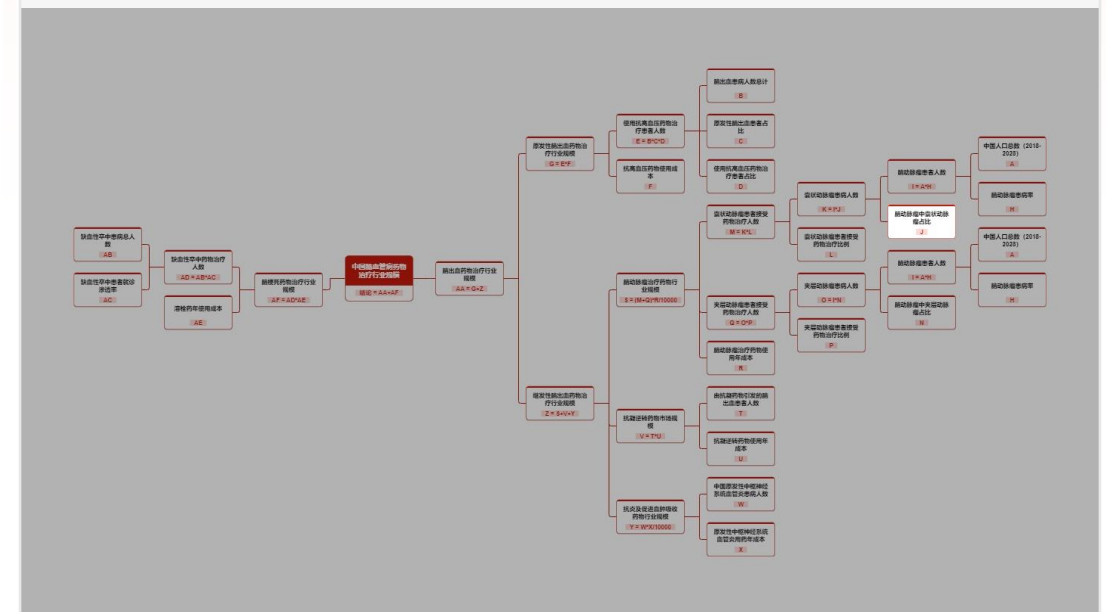 脑出血患病人数总计
B
使用抗高血压药物治
疗患者人数
E = B*C*D
原发性脑出血患者占
比
C
原发性脑出血药物治
疗行业规模
G = E*F
抗高血压药物使用成
本
F
使用抗高血压药物治
疗患者占比
D
中国人口总数（2018-
2028）
A
脑动脉瘤患者人数
I = A*H
脑动脉瘤患病率
H
囊状动脉瘤患病人数
K = I*J
脑动脉瘤中囊状动脉
瘤占比
J
囊状动脉瘤患者接受
药物治疗人数
M = K*L
囊状动脉瘤患者接受
药物治疗比例
L
缺血性卒中患病总人
数
AB
缺血性卒中药物治疗
人数
AD = AB*AC
缺血性卒中患者就诊
渗透率
AC
脑梗死药物治疗行业
规模
AF = AD*AE
溶栓药年使用成本
AE
中国脑血管病药物
治疗行业规模
结论 = AA+AF
脑出血药物治疗行业
规模
AA = G+Z
脑动脉瘤治疗药物行
业规模
S = (M+Q)*R/10000
中国人口总数（2018-
2028）
A
脑动脉瘤患者人数
I = A*H
脑动脉瘤患病率
H
夹层动脉瘤患病人数
O = I*N
脑动脉瘤中夹层动脉
瘤占比
N
夹层动脉瘤患者接受
药物治疗人数
Q = O*P
夹层动脉瘤患者接受
药物治疗比例
P
脑动脉瘤治疗药物使
用年成本
R
继发性脑出血药物治
疗行业规模
Z = S+V+Y
由抗凝药物引发的脑
出血患者人数
T
抗凝逆转药物市场规
模
V = T*U
抗凝逆转药物使用年
成本
U
中国原发性中枢神经
系统血管炎患病人数
W
抗炎及促进血肿吸收
药物行业规模
Y = W*X/10000
原发性中枢神经系统
血管炎用药年成本
X